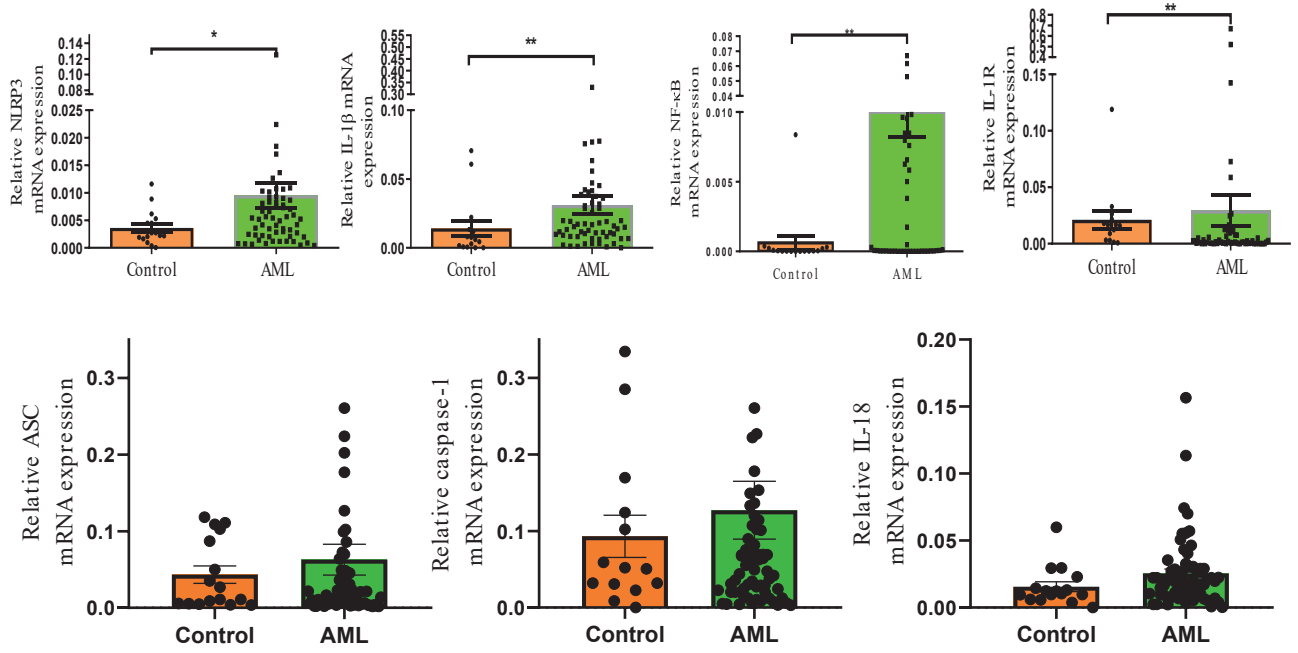 Relative NLRP3
mRNA expression
0.14
0.12
0.10
0.08
0.025
0.020
0.015
0.010
0.005
0.000
*
Control
AML
Relative IL-1β mRNA
expression
0.55
0.50
0.45
0.40
0.35
0.30
0.10
0.05
0.00
**
Control
AML
Relative NF-κB
mRNA expression
0.08
0.07
0.06
0.05
0.04
0.03
0.010
0.005
0.000
**
Control
AML
Relative IL-1R
mRNA expression
0.8
0.7
0.6
0.5
0.4
0.2
0.15
0.10
0.05
0.00
**
Control
AML
Relative ASC
mRNA expression
0.3
0.2
0.1
0.0
Control
AML
Relative caspase-1
mRNA expression
0.3
0.2
0.1
0.0
Control
AML
Relative IL-18
mRNA expression
0.20
0.15
0.10
0.05
0.00
Control
AML